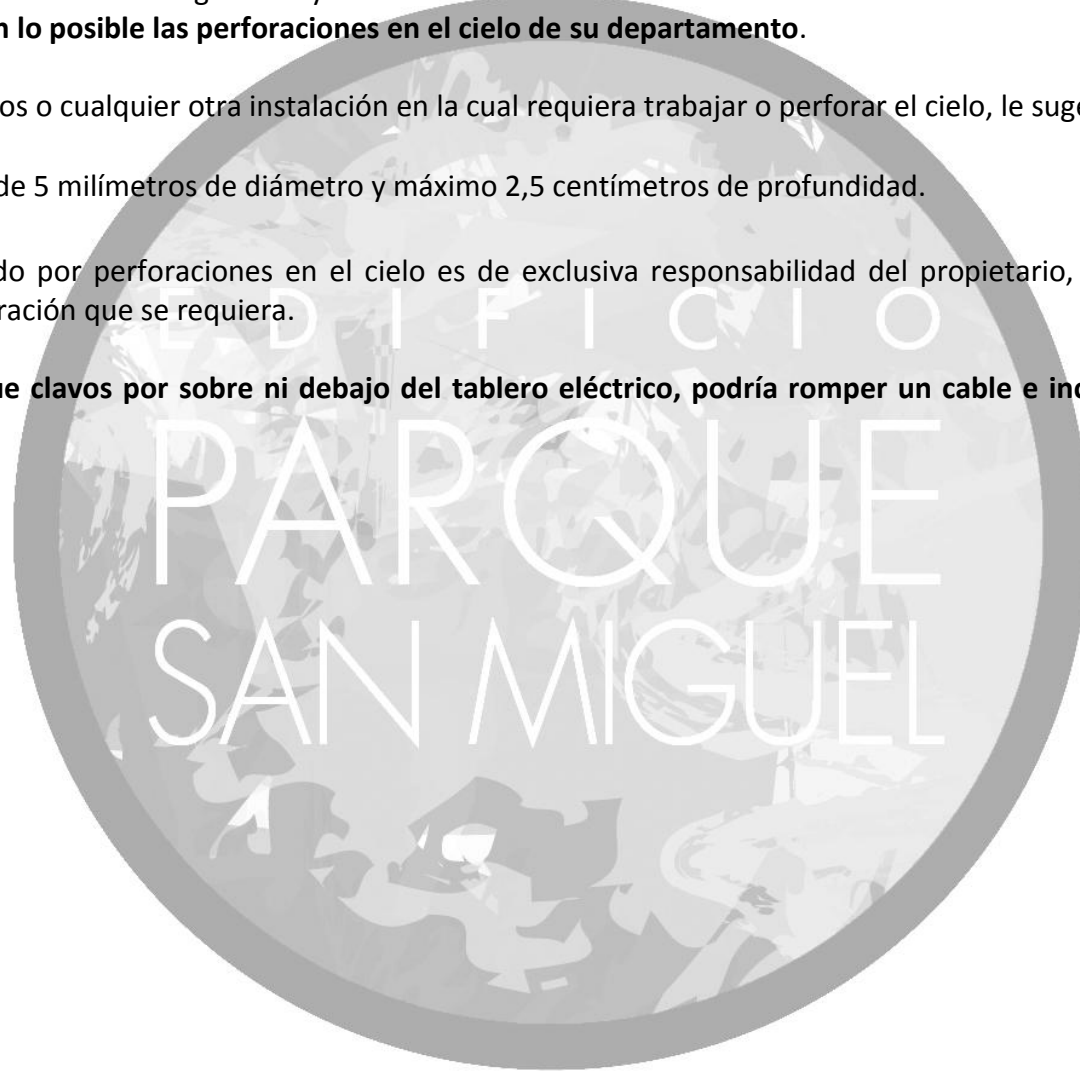 n lo posible las perforaciones en el cielo de su departamento.
os o cualquier otra instalación en la cual requiera trabajar o perforar el cielo, le sug
de 5 milímetros de diámetro y máximo 2,5 centímetros de profundidad.
do por perforaciones en el cielo es de exclusiva responsabilidad del propietario,
ración que se requiera.
ue clavos por sobre ni debajo del tablero eléctrico, podría romper un cable e inc
EDIFICIO
PARQUE
SAN MIGUEL